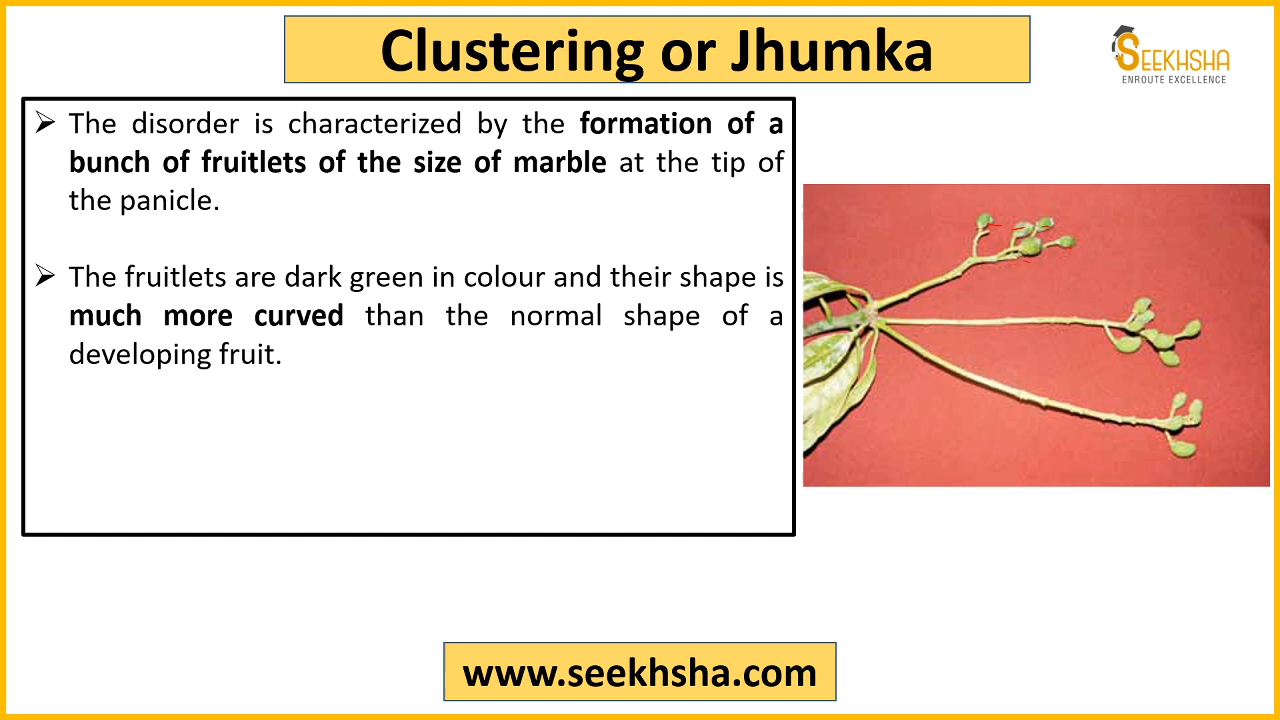 Clustering or Jhumka
SEEKHSHA
ENROUTE EXCELLENCE
➢ The disorder is characterized by the formation of a
bunch of fruitlets of the size of marble at the tip of
the panicle.
➢ The fruitlets are dark green in colour and their shape is
much more curved than the normal shape of a
developing fruit.
www.seekhsha.com